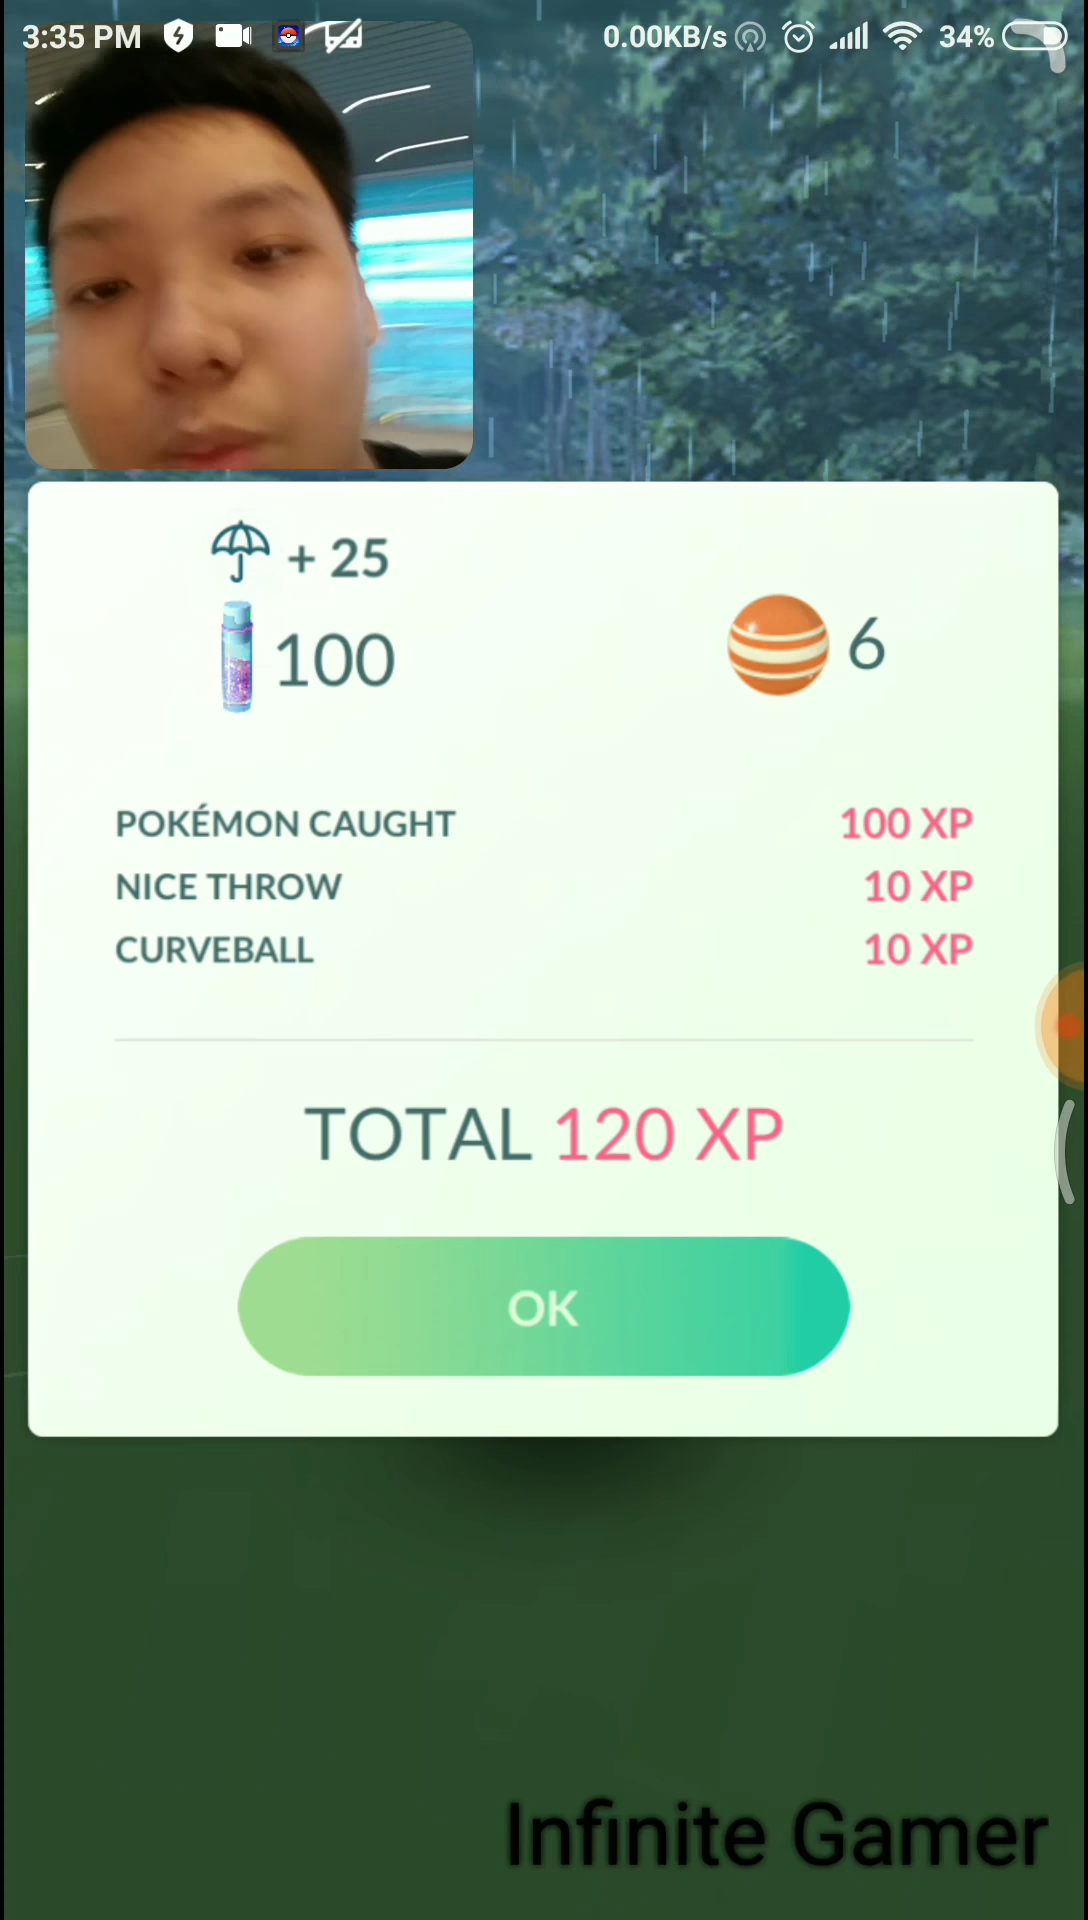 3:35 PM 0.00KB/s 34%
+ 25
100 6
POKÉMON CAUGHT 100 XP
NICE THROW 10 XP
CURVEBALL 10 XP
TOTAL 120 XP
OK
Infinite Gamer